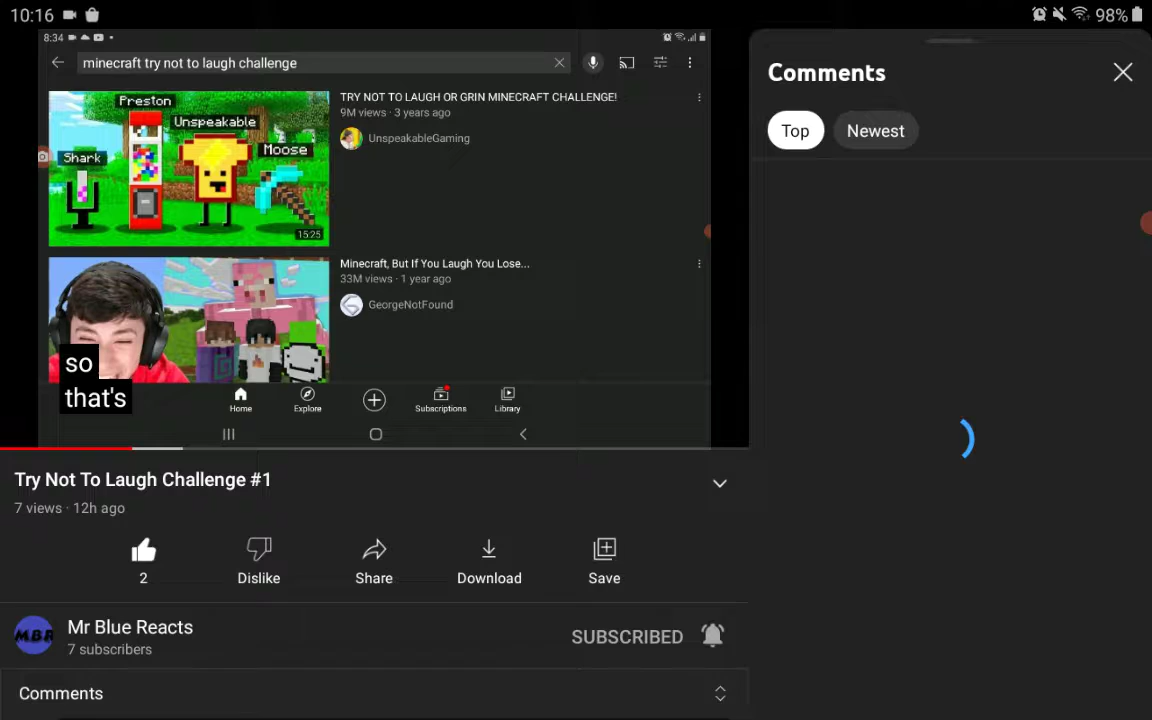 10:16
98%
8:34
minecraft try not to laugh challenge
Preston
Unspeakable
Moose
Shark
15:25
TRY NOT TO LAUGH OR GRIN MINECRAFT CHALLENGE!
9M views · 3 years ago
UnspeakableGaming
Minecraft, But If You Laugh You Lose...
33M views · 1 year ago
GeorgeNotFound
so
that's
Home
Explore
Subscriptions
Library
Try Not To Laugh Challenge #1
7 views · 12h ago
2
Dislike
Share
Download
Save
MBR
Mr Blue Reacts
7 subscribers
SUBSCRIBED
Comments
Comments
Top
Newest